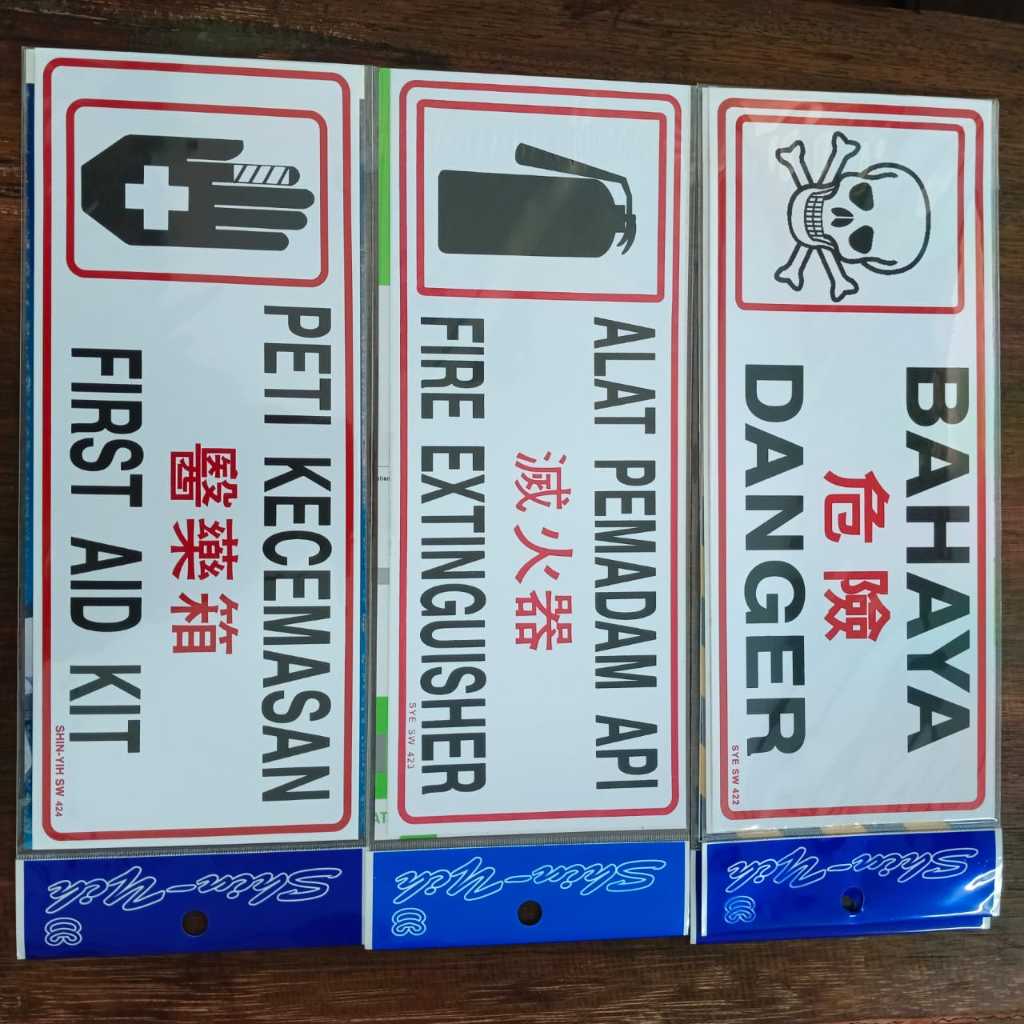 PETI KECEMASAN
醫藥箱
FIRST AID KIT
SHIN-YIH SW 424
Shin-Yih
ALAT PEMADAM API
滅火器
FIRE EXTINGUISHER
SYE SW 423
Shin-Yih
BAHAYA
危險
DANGER
SYE SW 422
Shin-Yih